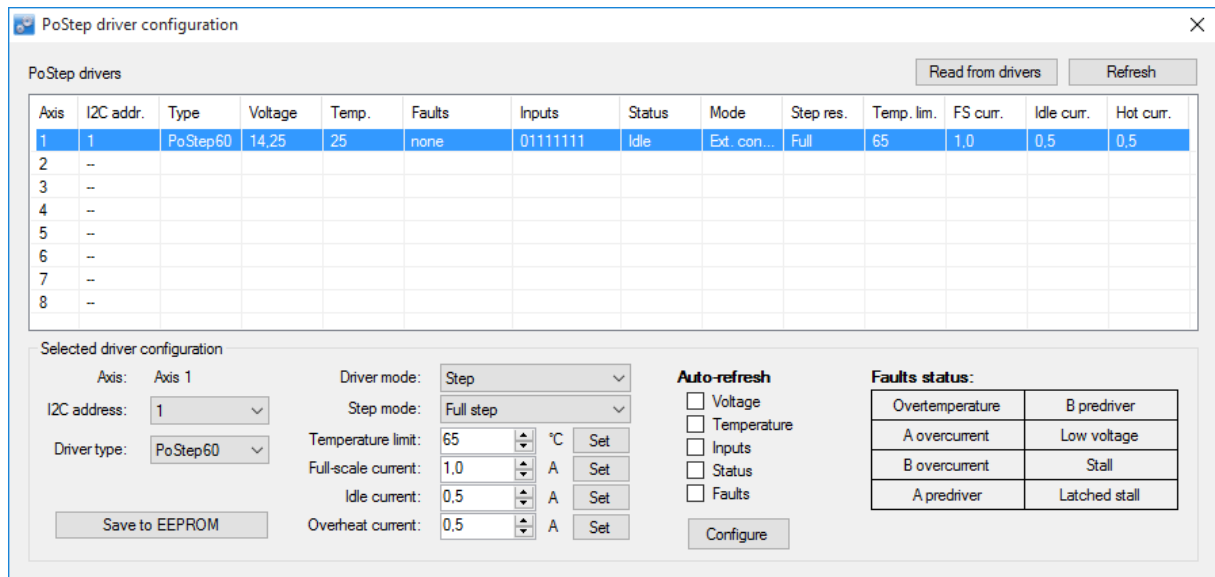 PoStep driver configuration
PoStep drivers
Read from drivers
Refresh
Axis I2C addr. Type Voltage Temp. Faults Inputs Status Mode Step res. Temp. lim. FS curr. Idle curr. Hot curr.
1 1 PoStep60 14,25 25 none 01111111 Idle Ext. con... Full 65 1,0 0,5 0,5
2 --
3 --
4 --
5 --
6 --
7 --
8 --
Selected driver configuration
Axis: Axis 1
I2C address: 1
Driver type: PoStep60
Save to EEPROM
Driver mode: Step
Step mode: Full step
Temperature limit: 65 °C Set
Full-scale current: 1,0 A Set
Idle current: 0,5 A Set
Overheat current: 0,5 A Set
Auto-refresh
Voltage
Temperature
Inputs
Status
Faults
Configure
Faults status:
Overtemperature B predriver
A overcurrent Low voltage
B overcurrent Stall
A predriver Latched stall